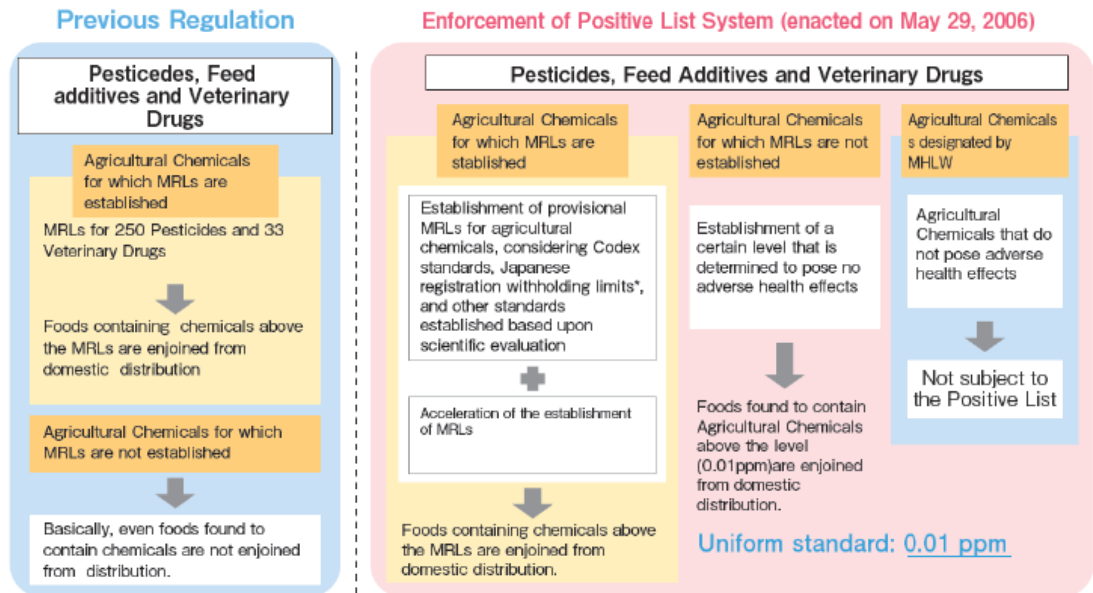 Previous Regulation
Pesticedes, Feed
additives and Veterinary
Drugs
Agricultural Chemicals
for which MRLs are
established
MRLs for 250 Pesticides and 33
Veterinary Drugs
Foods containing chemicals above
the MRLs are enjoined from
domestic distribution
Agricultural Chemicals for which
MRLs are not established
Basically, even foods found to
contain chemicals are not enjoined
from distribution.
Enforcement of Positive List System (enacted on May 29, 2006)
Pesticides, Feed Additives and Veterinary Drugs
Agricultural Chemicals
for which MRLs are
stablished
Establishment of provisional
MRLs for agricultural
chemicals, considering Codex
standards, Japanese
registration withholding limits*,
and other standards
established based upon
scientific evaluation
Acceleration of the establishment
of MRLs
Foods containing chemicals above
the MRLs are enjoined from
domestic distribution.
Agricultural Chemicals
for which MRLs are not
established
Establishment of a
certain level that is
determined to pose no
adverse health effects
Foods found to contain
Agricultural Chemicals
above the level
(0.01ppm)are enjoined
from domestic
distribution.
Uniform standard: 0.01 ppm
Agricultural Chemicals
s designated by
MHLW
Agricultural
Chemicals that do
not pose adverse
health effects
Not subject to
the Positive List